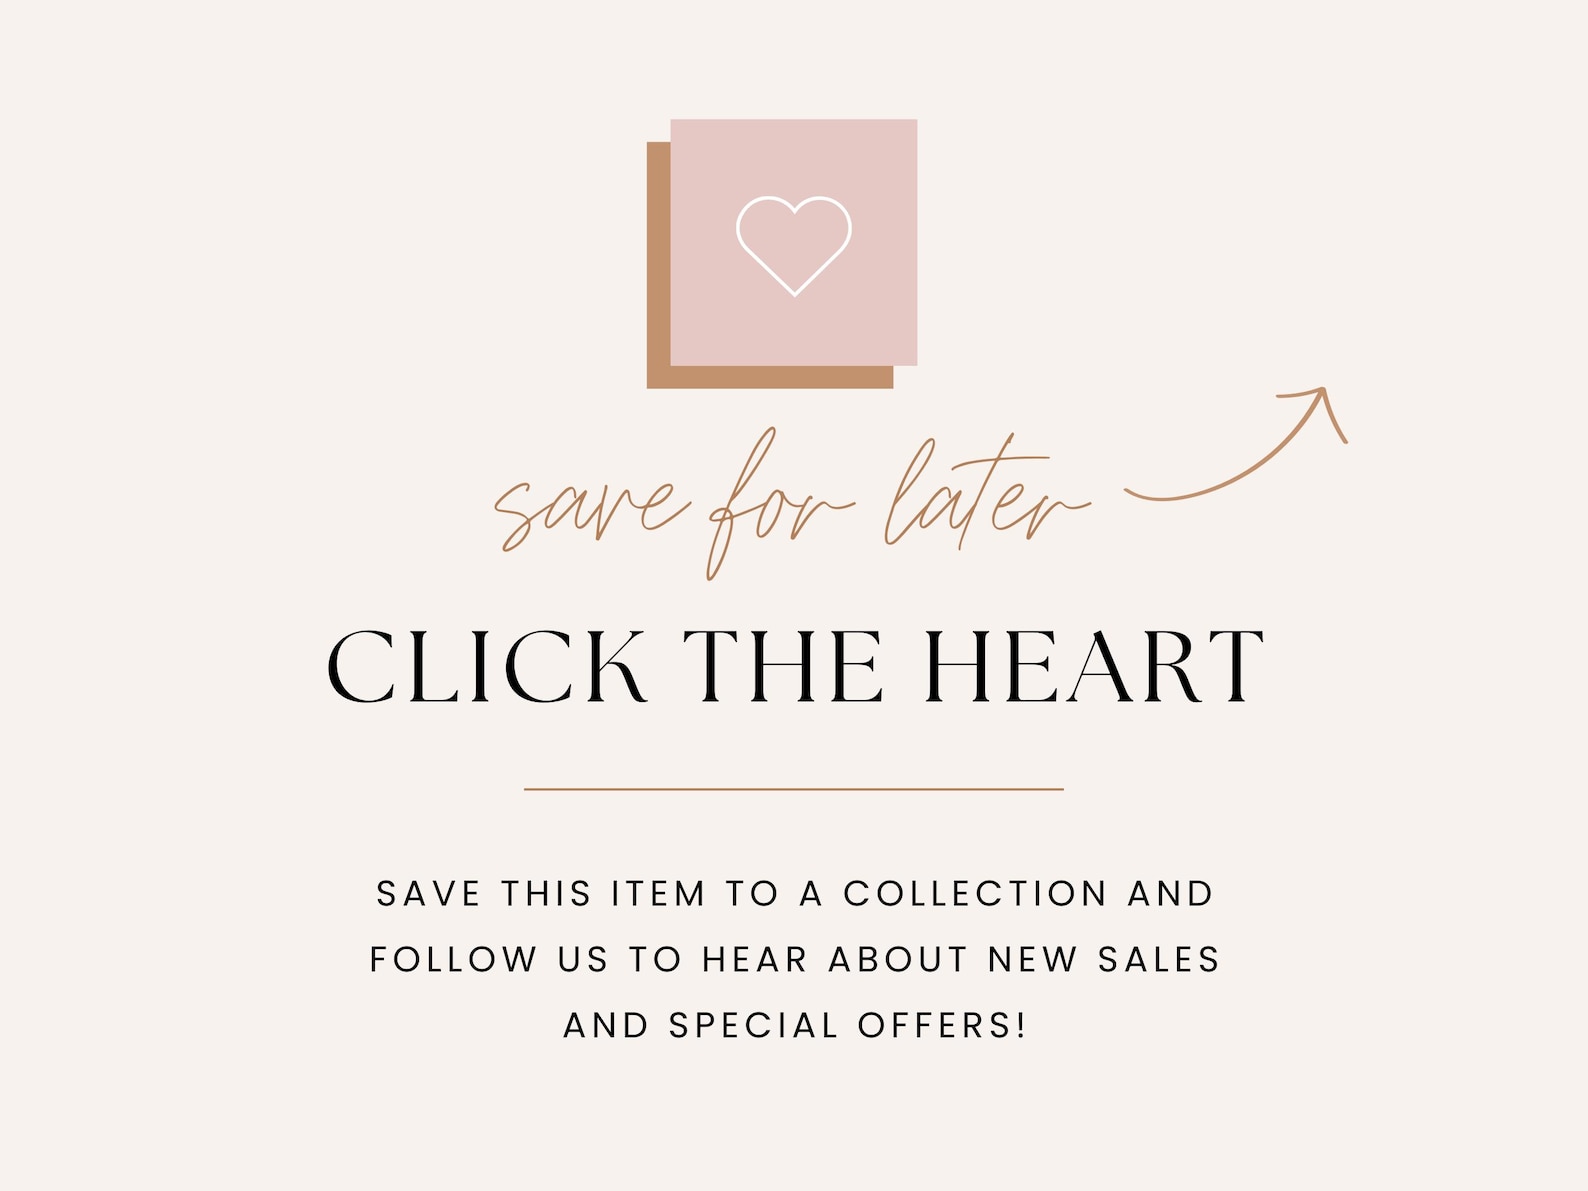 save for later
CLICK THE HEART
SAVE THIS ITEM TO A COLLECTION AND
FOLLOW US TO HEAR ABOUT NEW SALES
AND SPECIAL OFFERS!